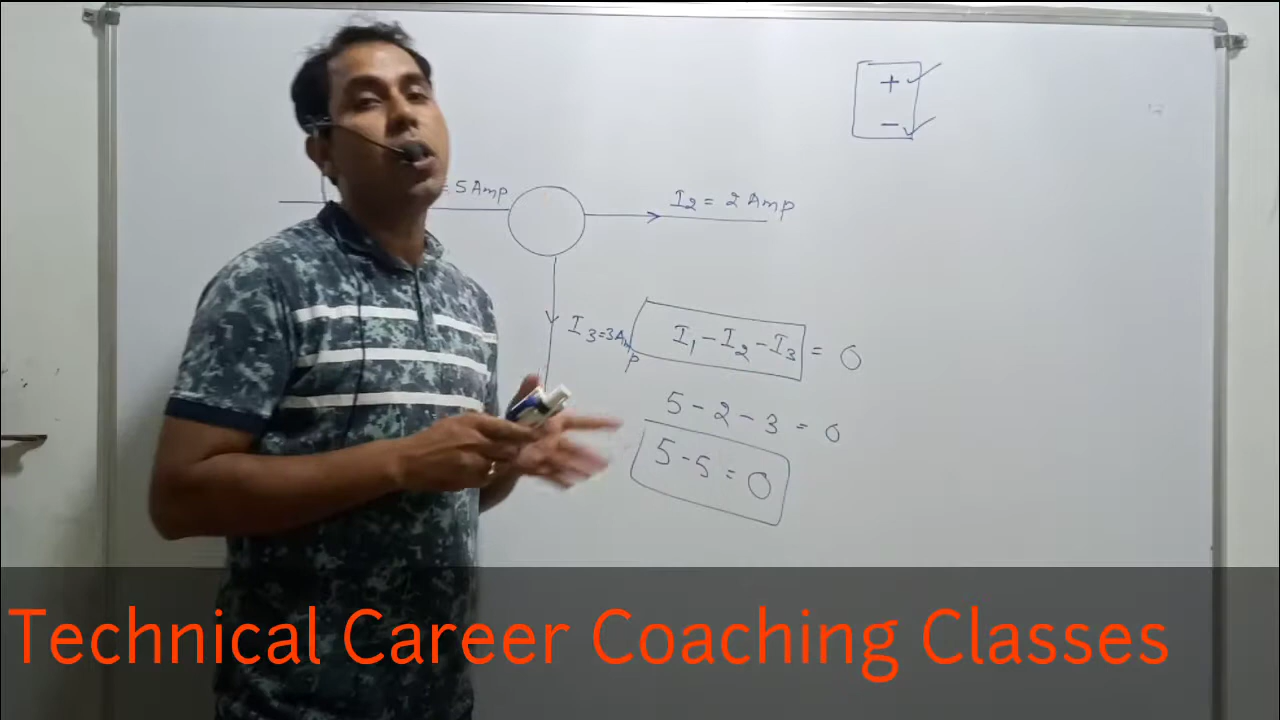 +
−
= 5 Amp
I2 = 2 Amp
I3=3Amp
I1-I2-I3 = 0
5-2-3=0
5-5=0
Technical Career Coaching Classes